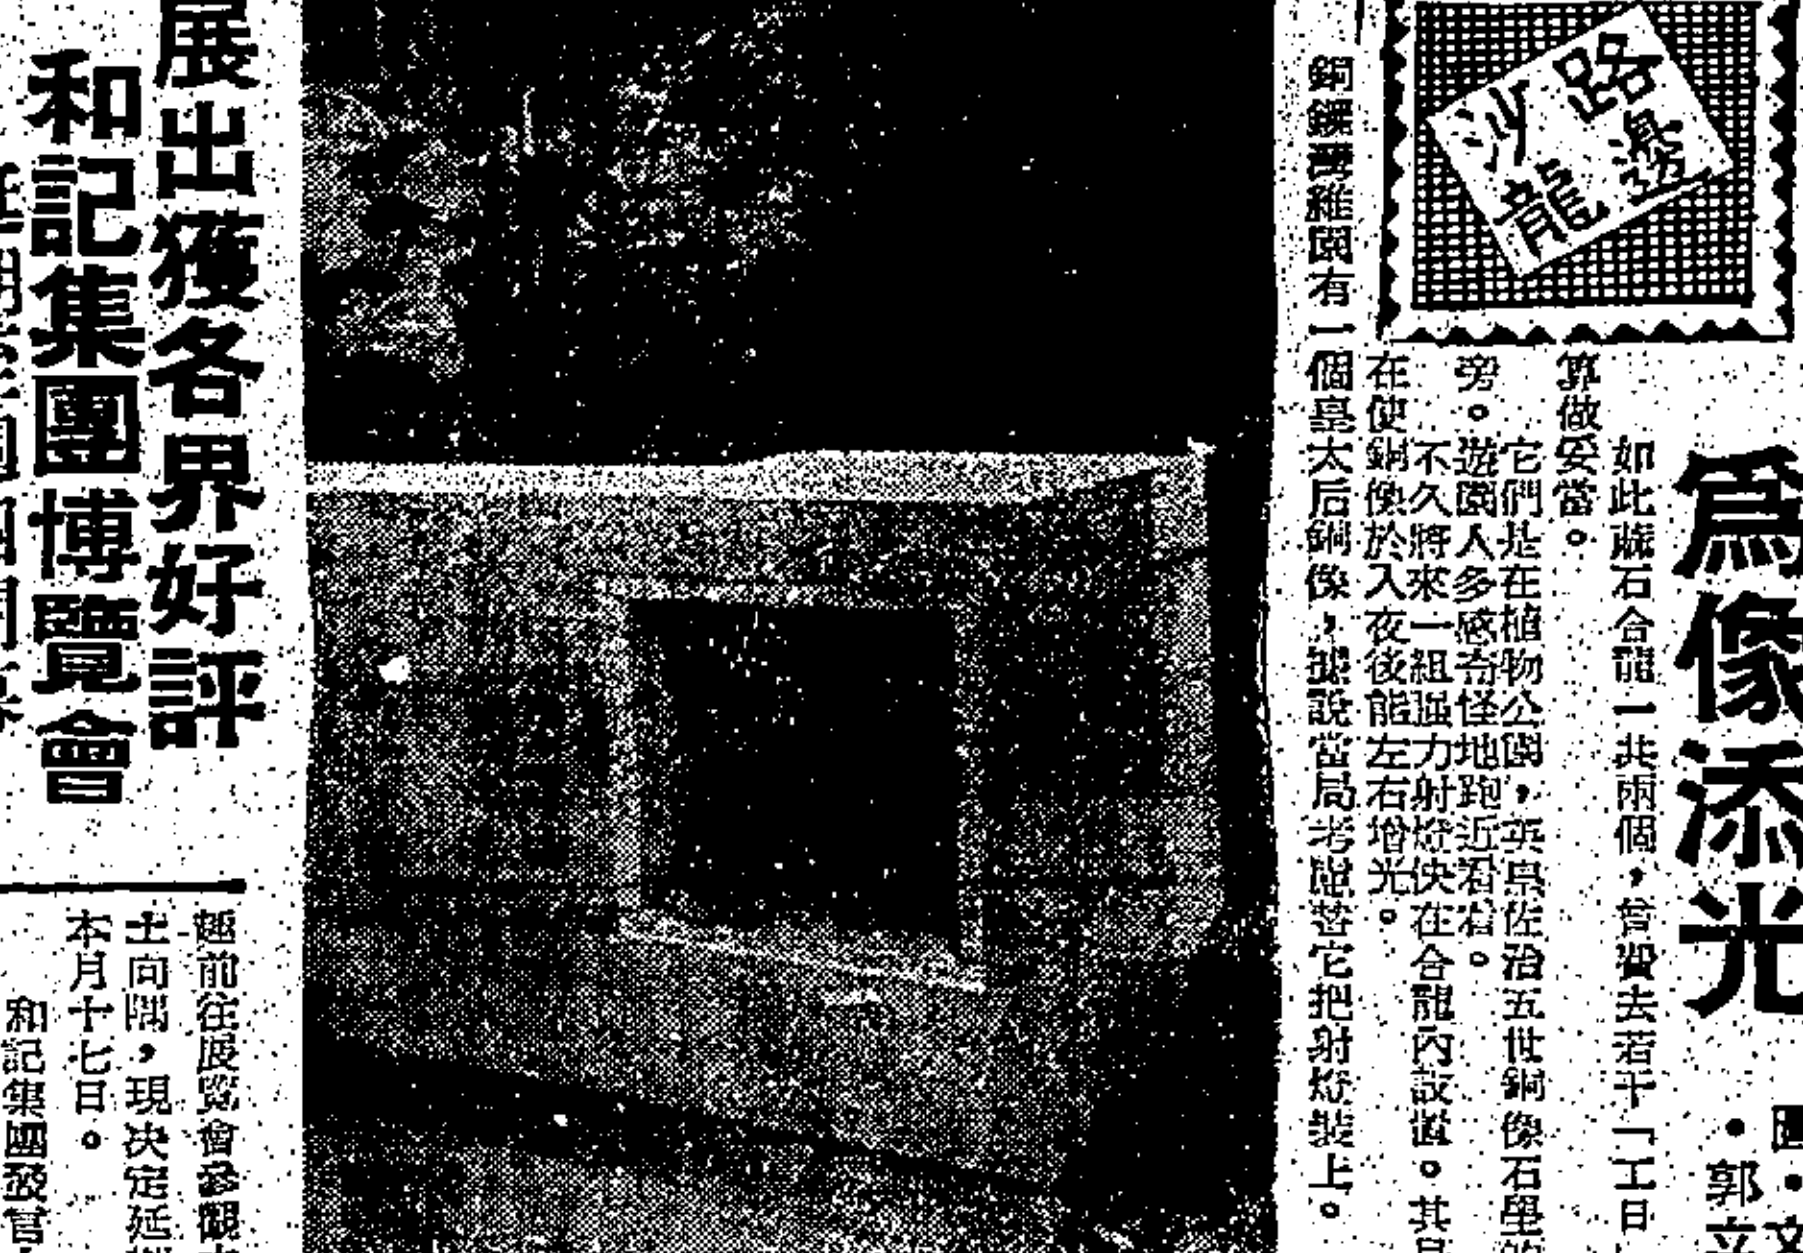 路邊
沙龍
爲像添光
圖·文
·郭立
如此麻石合龍一共兩個，曾費去若干「工日
算做妥當。
它們是在植物公園，英皇佐治五世銅像石壆的
旁。遊園人多感奇怪地跑近看看。
不久將來一組强力射燈快在合龍內設置。其目
在使銅像於入夜後能左右增光。
銅鑼灣維園有一個皇太后銅像，據說當局考慮替它把射燈裝上。
展出獲各界好評
和記集團博覽會
趣前往展覽會參觀
士向隅，現決定延
本月十七日。
和記集團發言